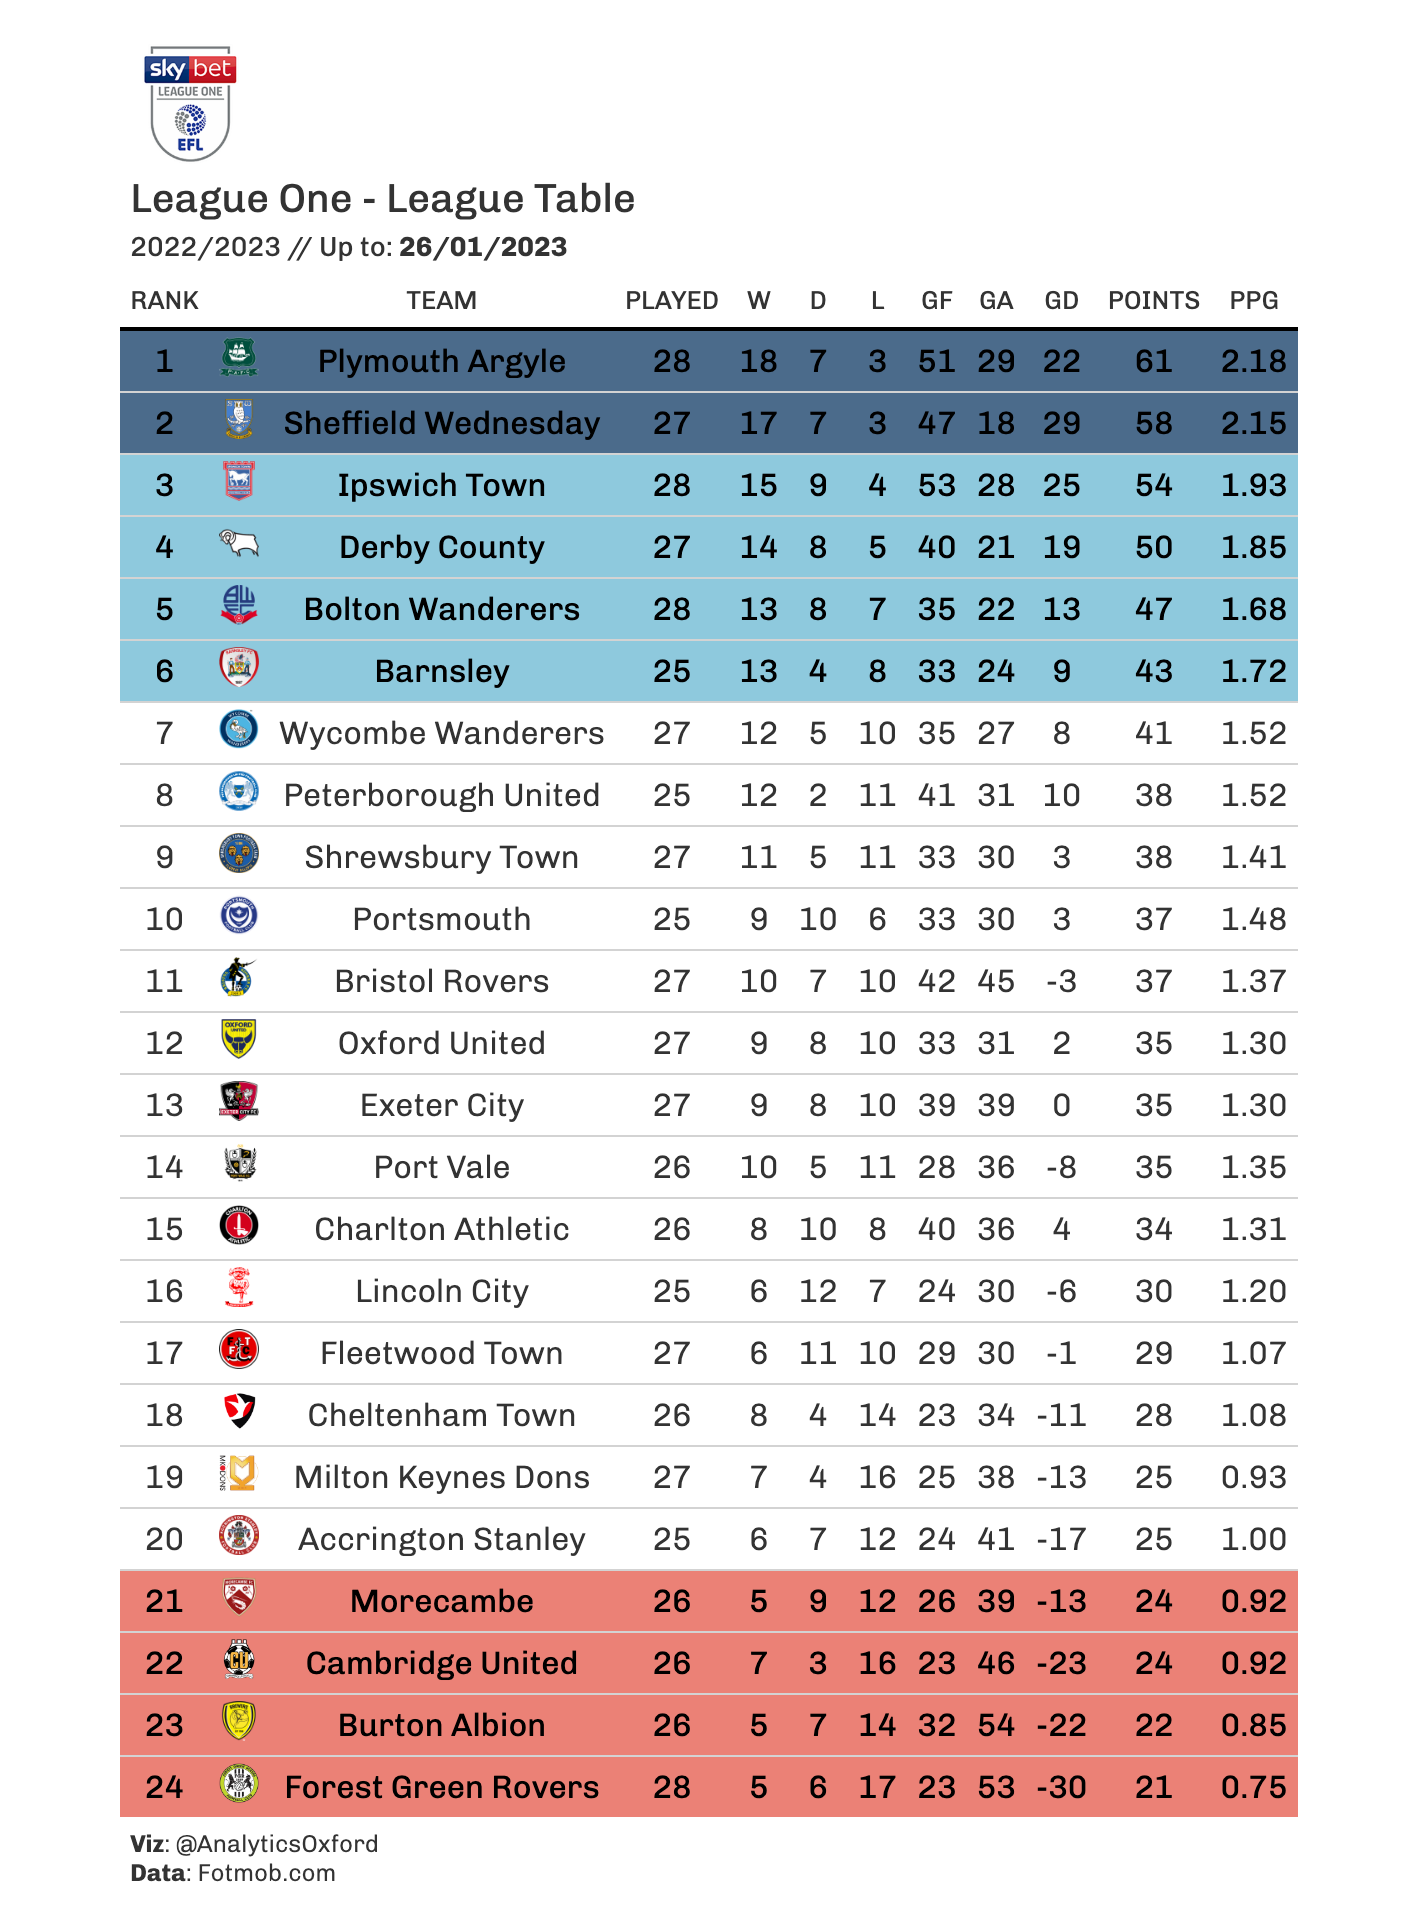 sky bet
LEAGUE ONE
EFL
League One - League Table
2022/2023 // Up to: 26/01/2023
RANK TEAM PLAYED W D L GF GA GD POINTS PPG
1 Plymouth Argyle 28 18 7 3 51 29 22 61 2.18
2 Sheffield Wednesday 27 17 7 3 47 18 29 58 2.15
3 Ipswich Town 28 15 9 4 53 28 25 54 1.93
4 Derby County 27 14 8 5 40 21 19 50 1.85
5 Bolton Wanderers 28 13 8 7 35 22 13 47 1.68
6 Barnsley 25 13 4 8 33 24 9 43 1.72
7 Wycombe Wanderers 27 12 5 10 35 27 8 41 1.52
8 Peterborough United 25 12 2 11 41 31 10 38 1.52
9 Shrewsbury Town 27 11 5 11 33 30 3 38 1.41
10 Portsmouth 25 9 10 6 33 30 3 37 1.48
11 Bristol Rovers 27 10 7 10 42 45 -3 37 1.37
12 Oxford United 27 9 8 10 33 31 2 35 1.30
13 Exeter City 27 9 8 10 39 39 0 35 1.30
14 Port Vale 26 10 5 11 28 36 -8 35 1.35
15 Charlton Athletic 26 8 10 8 40 36 4 34 1.31
16 Lincoln City 25 6 12 7 24 30 -6 30 1.20
17 Fleetwood Town 27 6 11 10 29 30 -1 29 1.07
18 Cheltenham Town 26 8 4 14 23 34 -11 28 1.08
19 Milton Keynes Dons 27 7 4 16 25 38 -13 25 0.93
20 Accrington Stanley 25 6 7 12 24 41 -17 25 1.00
21 Morecambe 26 5 9 12 26 39 -13 24 0.92
22 Cambridge United 26 7 3 16 23 46 -23 24 0.92
23 Burton Albion 26 5 7 14 32 54 -22 22 0.85
24 Forest Green Rovers 28 5 6 17 23 53 -30 21 0.75
Viz: @AnalyticsOxford
Data: Fotmob.com